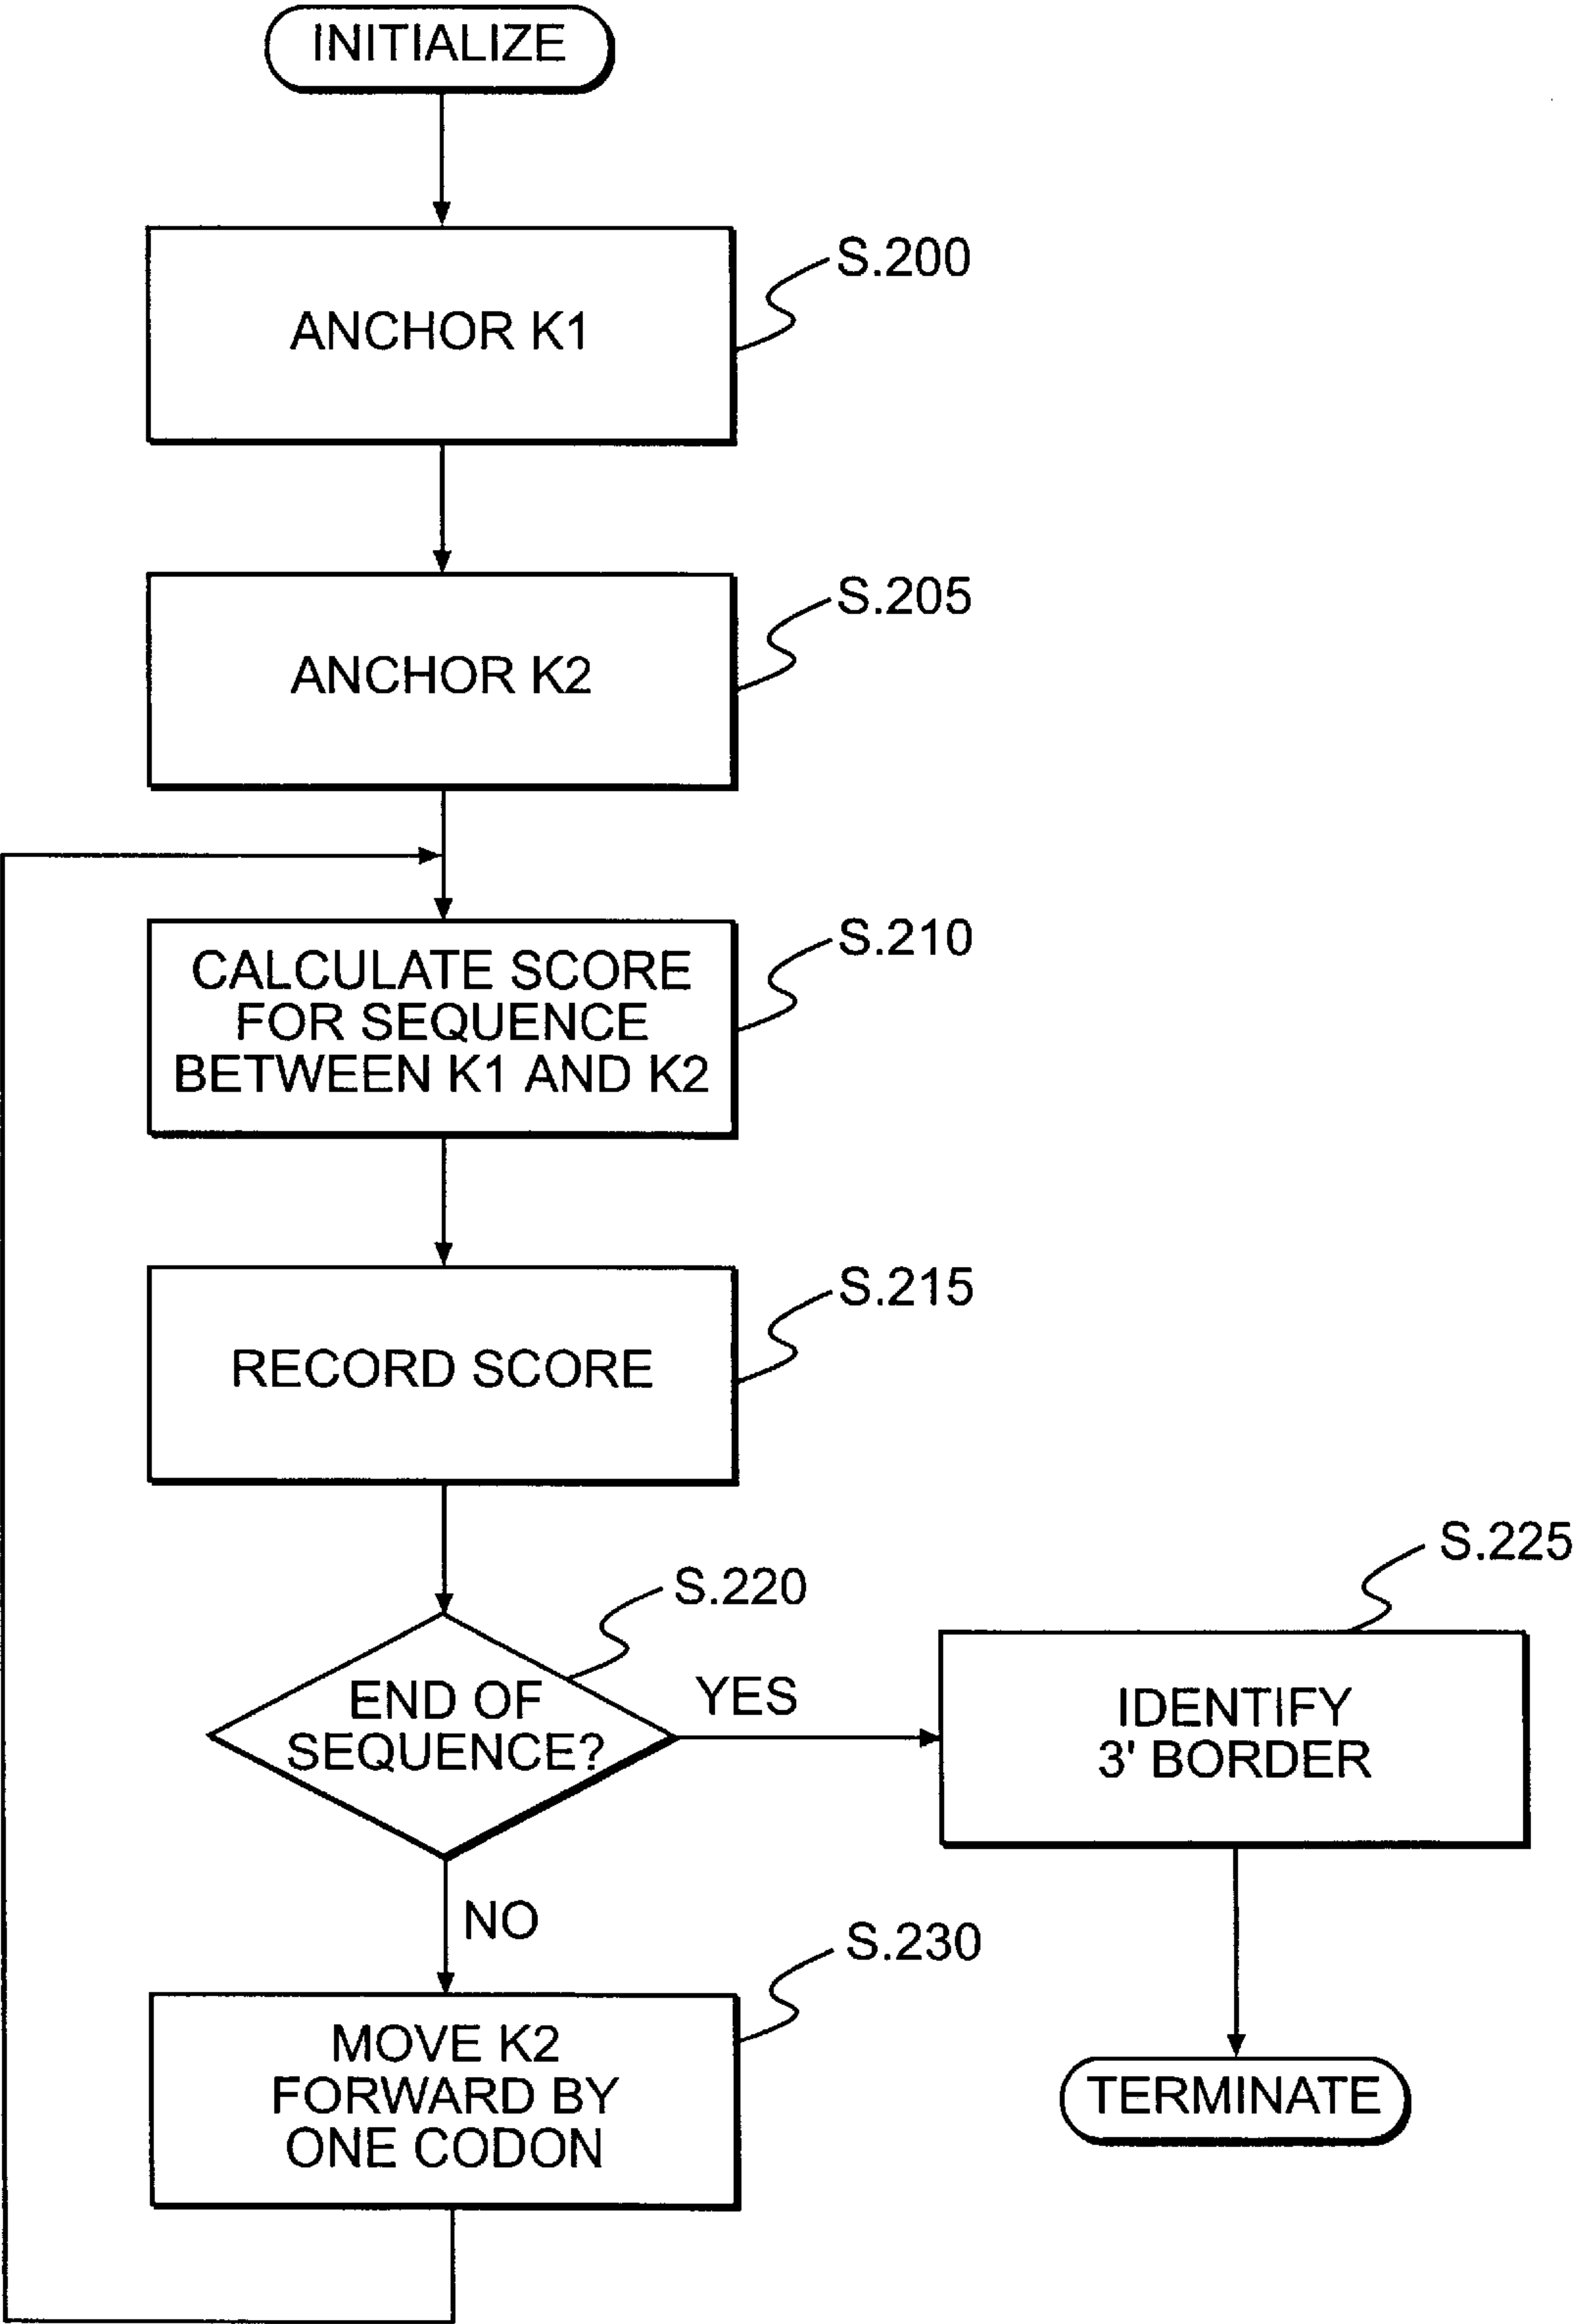 INITIALIZE
ANCHOR K1
S.200
ANCHOR K2
S.205
CALCULATE SCORE
FOR SEQUENCE
BETWEEN K1 AND K2
S.210
RECORD SCORE
S.215
END OF
SEQUENCE?
S.220
YES
IDENTIFY
3' BORDER
S.225
NO
MOVE K2
FORWARD BY
ONE CODON
S.230
TERMINATE